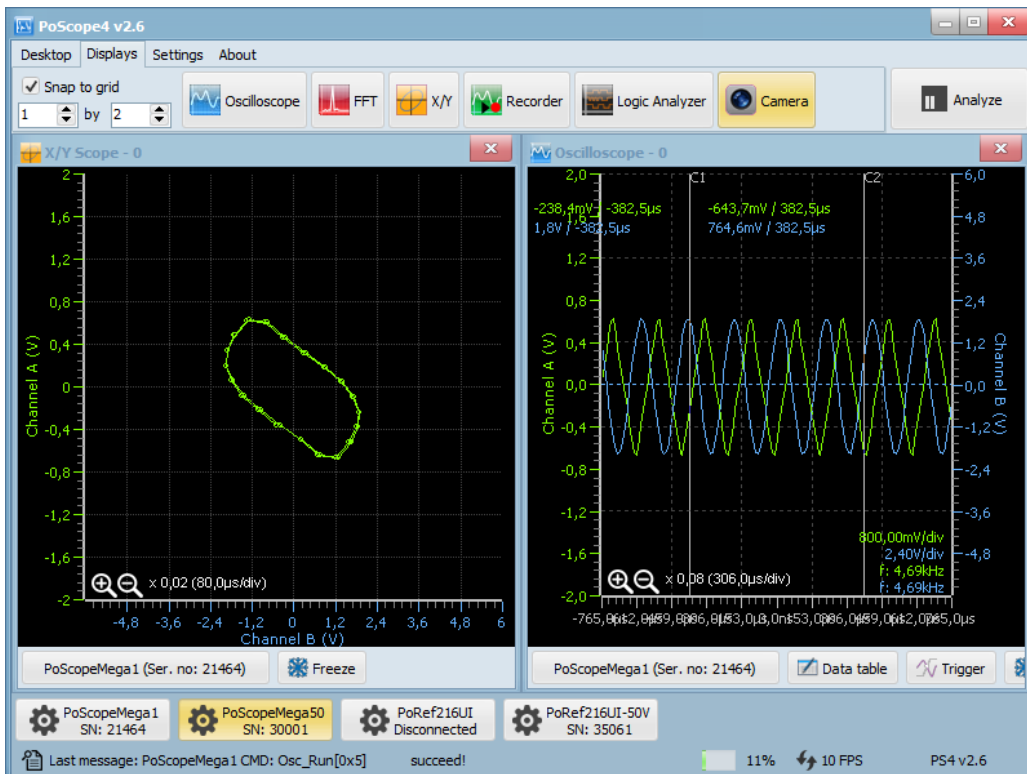 PoScope4 v2.6
Desktop Displays Settings About
Snap to grid
1 by 2
Oscilloscope
FFT
X/Y
Recorder
Logic Analyzer
Camera
Analyze
X/Y Scope - 0
2
1,6
1,2
0,8
0,4
0
-0,4
-0,8
-1,2
-1,6
-2
Channel A (V)
x 0,02 (80,0µs/div)
-4,8 -3,6 -2,4 -1,2 0 1,2 2,4 3,6 4,8 6
Channel B (V)
PoScopeMega1 (Ser. no: 21464)
Freeze
Oscilloscope - 0
C1 C2
-238,4mV / -382,5µs -643,7mV / 382,5µs
1,8V / -382,5µs 764,6mV / 382,5µs
2,0
1,6
1,2
0,8
0,4
0,0
-0,4
-0,8
-1,2
-1,6
-2,0
Channel A (V)
6,0
4,8
3,6
2,4
1,2
0,0
-1,2
-2,4
-3,6
-4,8
Channel B (V)
800,00mV/div
2,40V/div
f: 4,69kHz
f: 4,69kHz
x 0,08 (306,0µs/div)
PoScopeMega1 (Ser. no: 21464)
Data table
Trigger
PoScopeMega1
SN: 21464
PoScopeMega50
SN: 30001
PoRef216UI
Disconnected
PoRef216UI-50V
SN: 35061
Last message: PoScopeMega1 CMD: Osc_Run[0x5] succeed!
11%
10 FPS
PS4 v2.6